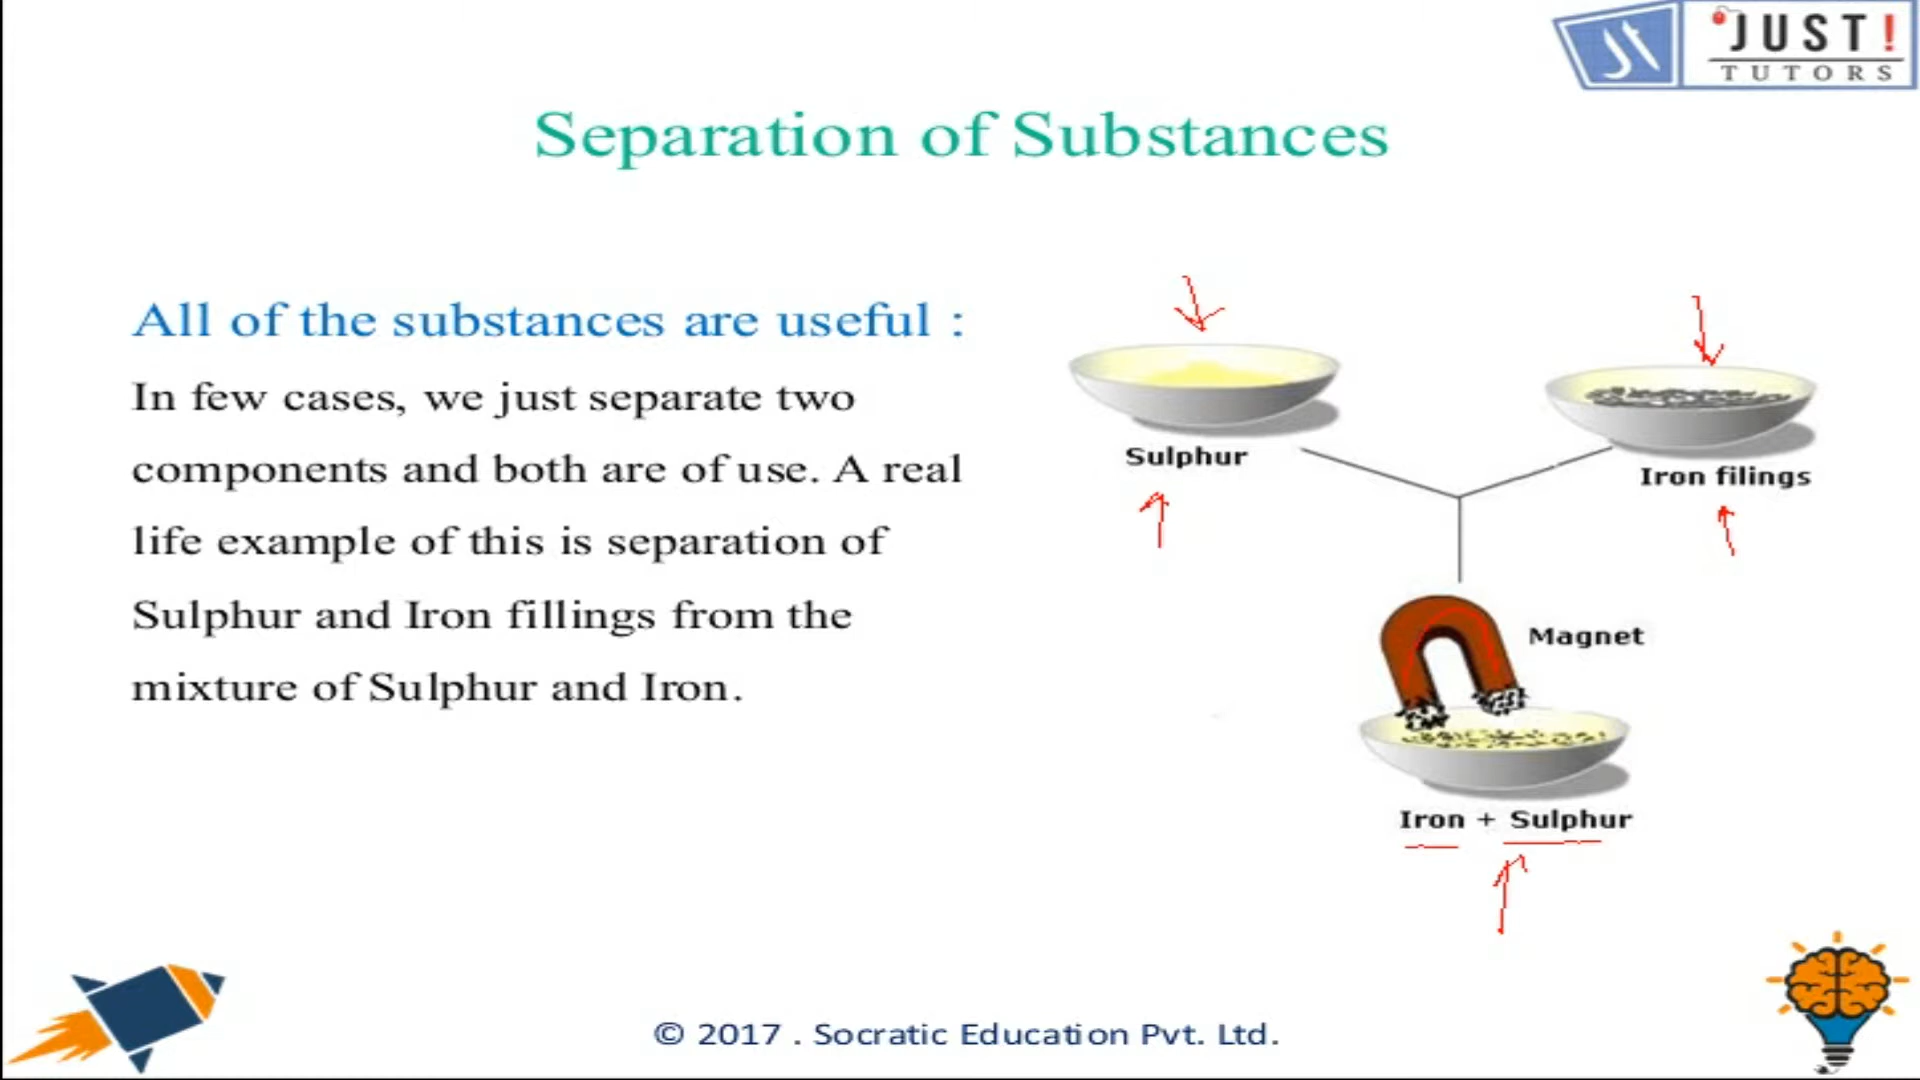 JUST!
TUTORS
Separation of Substances
All of the substances are useful :
In few cases, we just separate two
components and both are of use. A real
life example of this is separation of
Sulphur and Iron fillings from the
mixture of Sulphur and Iron.
Sulphur
Iron filings
Magnet
Iron + Sulphur
© 2017 . Socratic Education Pvt. Ltd.